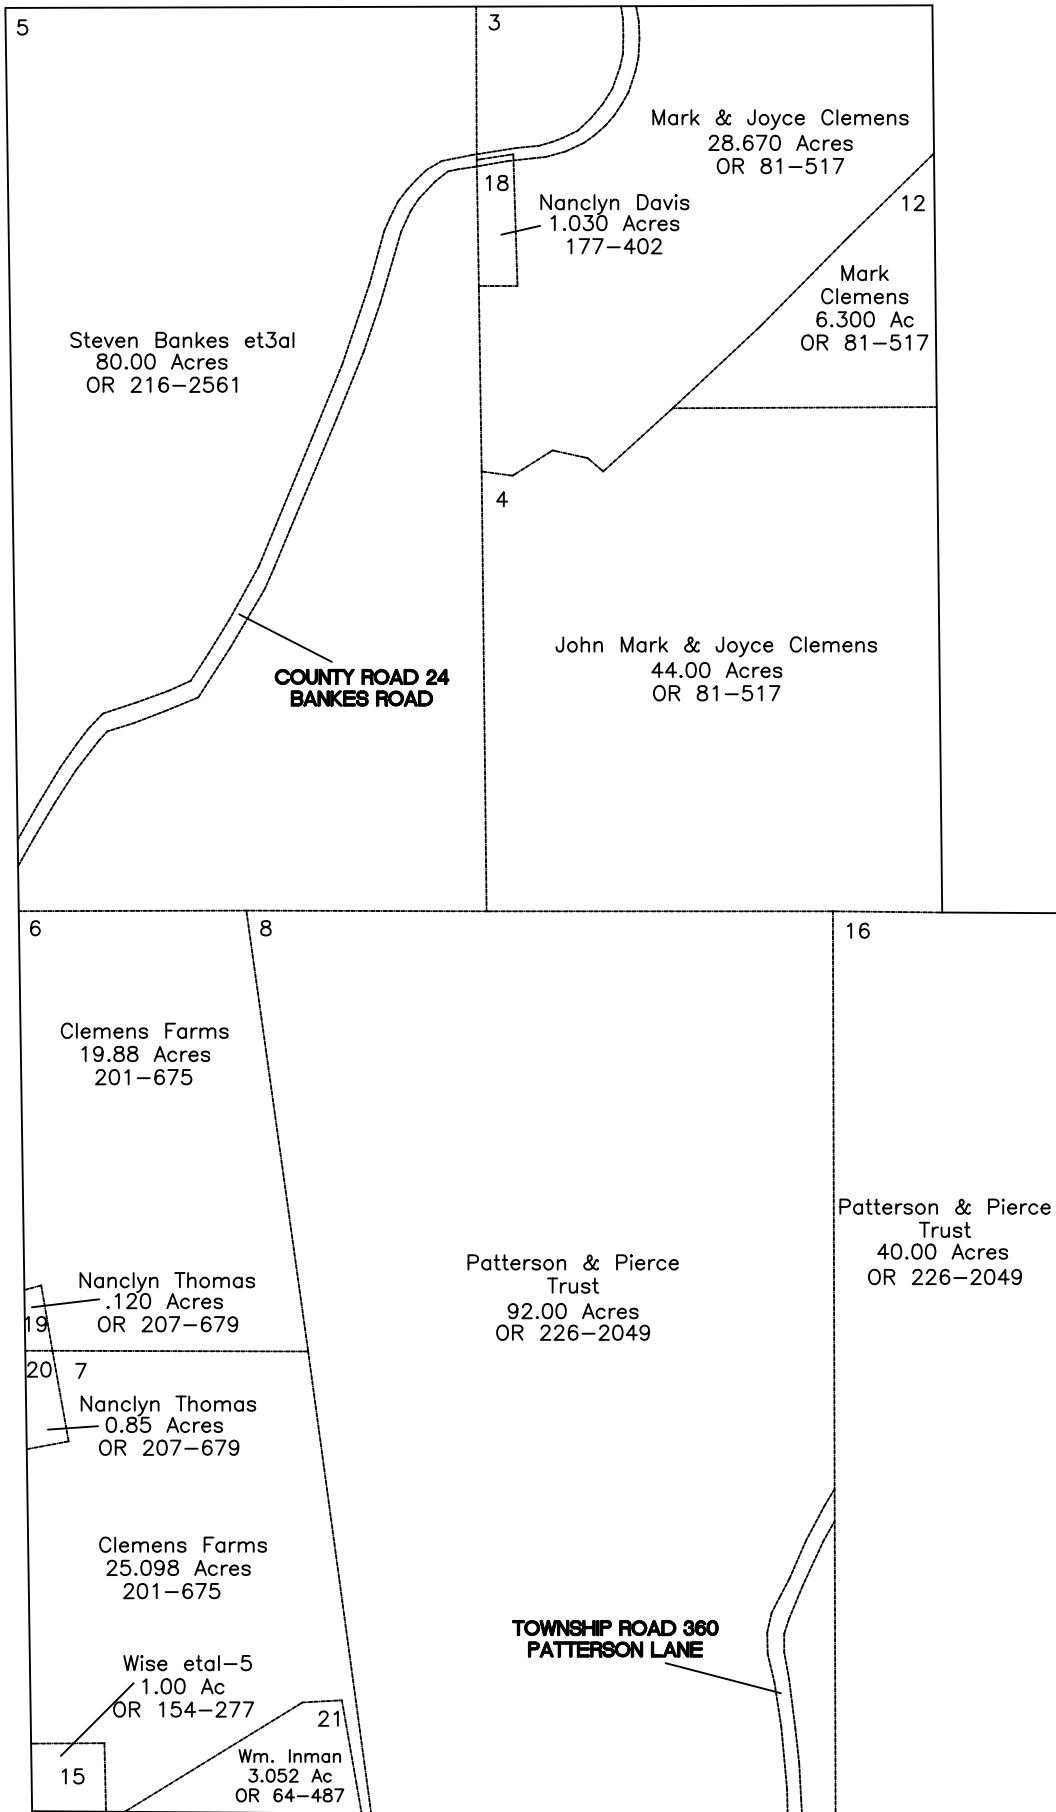 5
3
Mark & Joyce Clemens
28.670 Acres
OR 81-517
18
Nanclyn Davis
1.030 Acres
177-402
12
Mark
Clemens
6.300 Ac
OR 81-517
Steven Bankes et3al
80.00 Acres
OR 216-2561
4
John Mark & Joyce Clemens
44.00 Acres
OR 81-517
COUNTY ROAD 24
BANKES ROAD
6
8
16
Clemens Farms
19.88 Acres
201-675
Patterson & Pierce
Trust
40.00 Acres
OR 226-2049
Patterson & Pierce
Trust
92.00 Acres
OR 226-2049
Nanclyn Thomas
.120 Acres
OR 207-679
19
20
7
Nanclyn Thomas
0.85 Acres
OR 207-679
Clemens Farms
25.098 Acres
201-675
TOWNSHIP ROAD 360
PATTERSON LANE
Wise etal-5
1.00 Ac
OR 154-277
21
15
Wm. Inman
3.052 Ac
OR 64-487